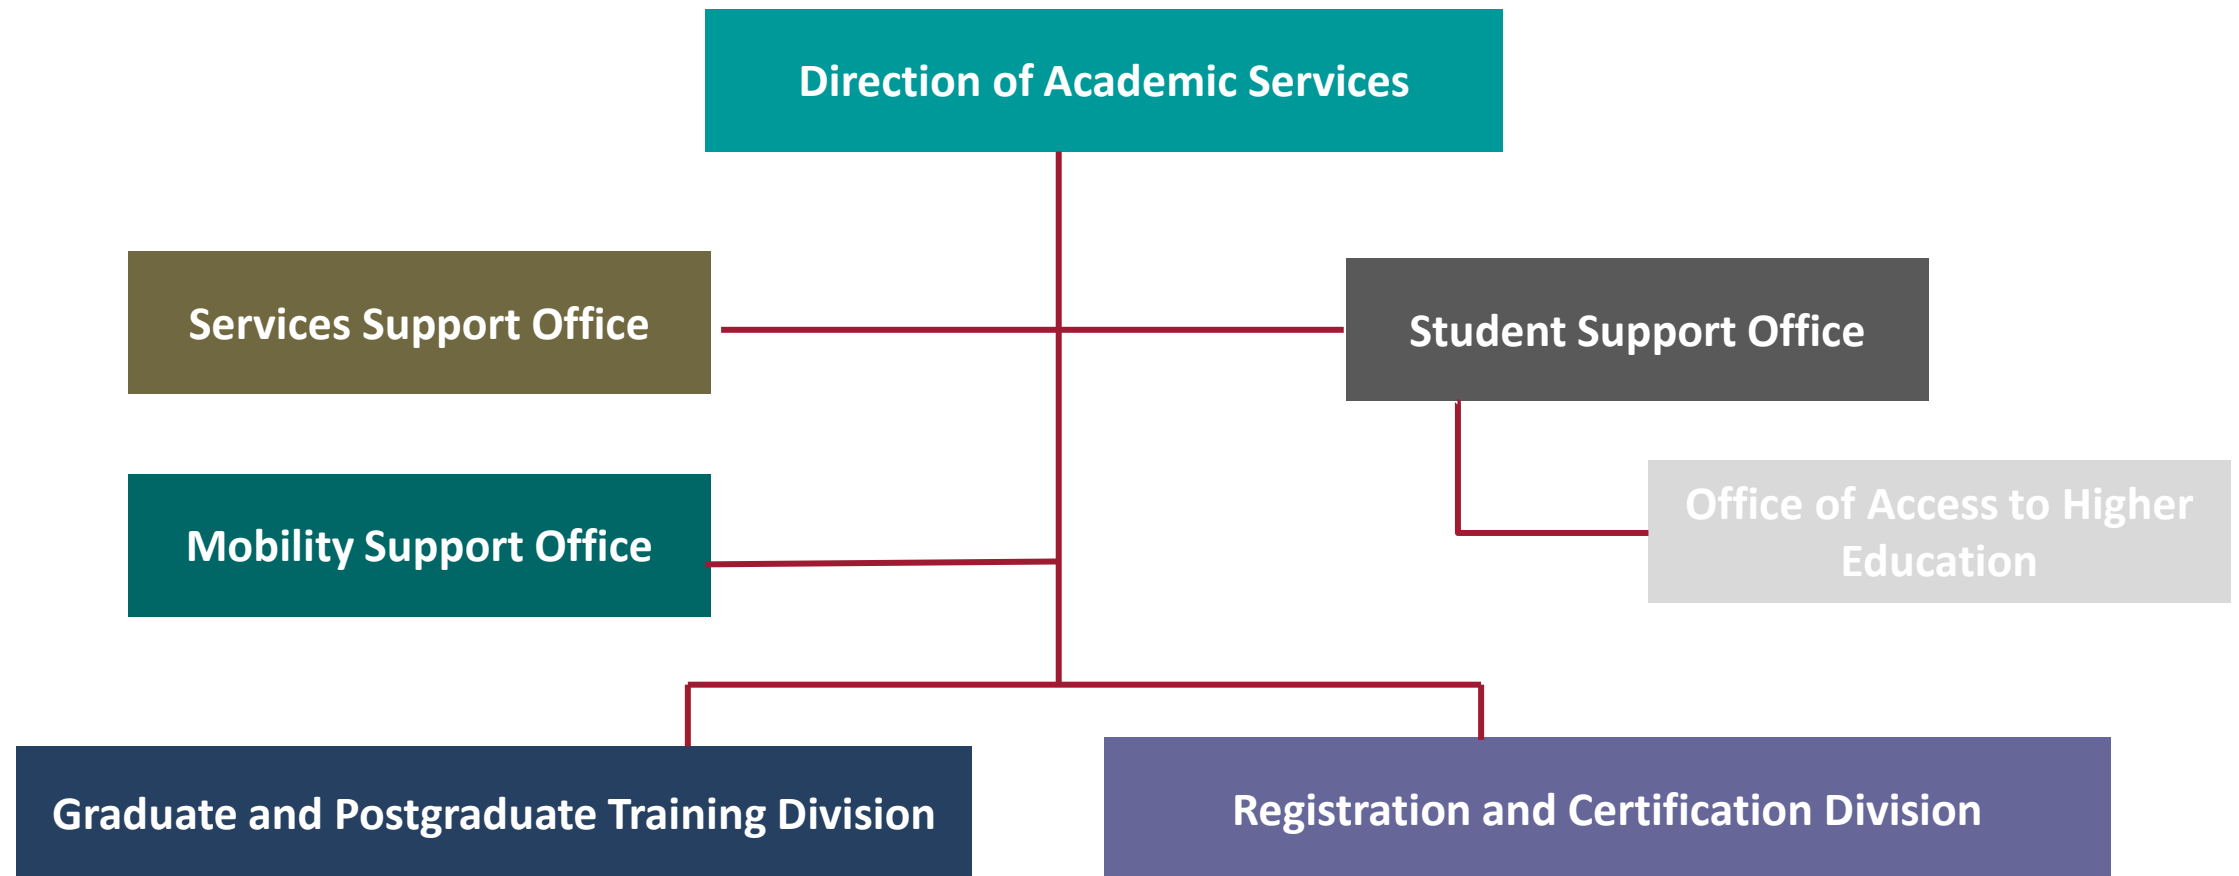 Direction of Academic Services
Services Support Office
Student Support Office
Mobility Support Office
Office of Access to Higher
Education
Graduate and Postgraduate Training Division
Registration and Certification Division